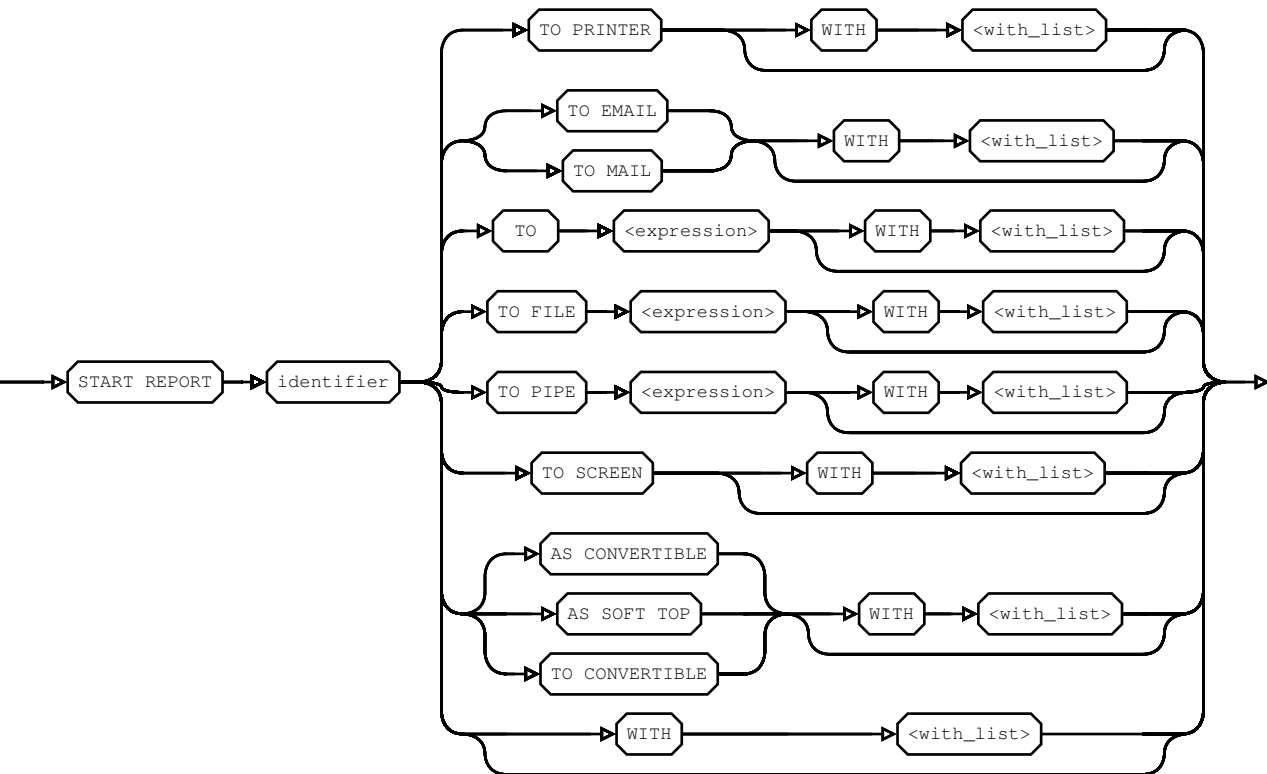 TO PRINTER WITH <with_list>
TO EMAIL
TO MAIL WITH <with_list>
TO <expression> WITH <with_list>
TO FILE <expression> WITH <with_list>
START REPORT identifier
TO PIPE <expression> WITH <with_list>
TO SCREEN WITH <with_list>
AS CONVERTIBLE
AS SOFT TOP WITH <with_list>
TO CONVERTIBLE
WITH <with_list>